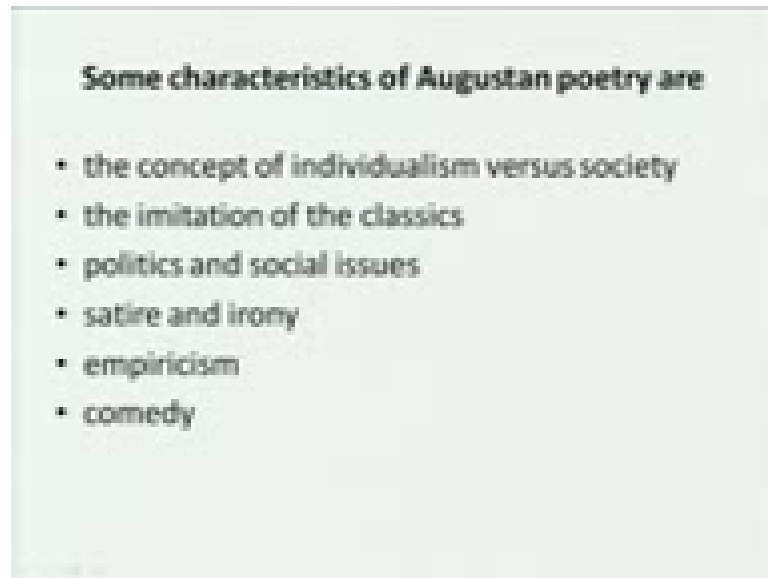 Some characteristics of Augustan poetry are
• the concept of individualism versus society
• the imitation of the classics
• politics and social issues
• satire and irony
• empiricism
• comedy